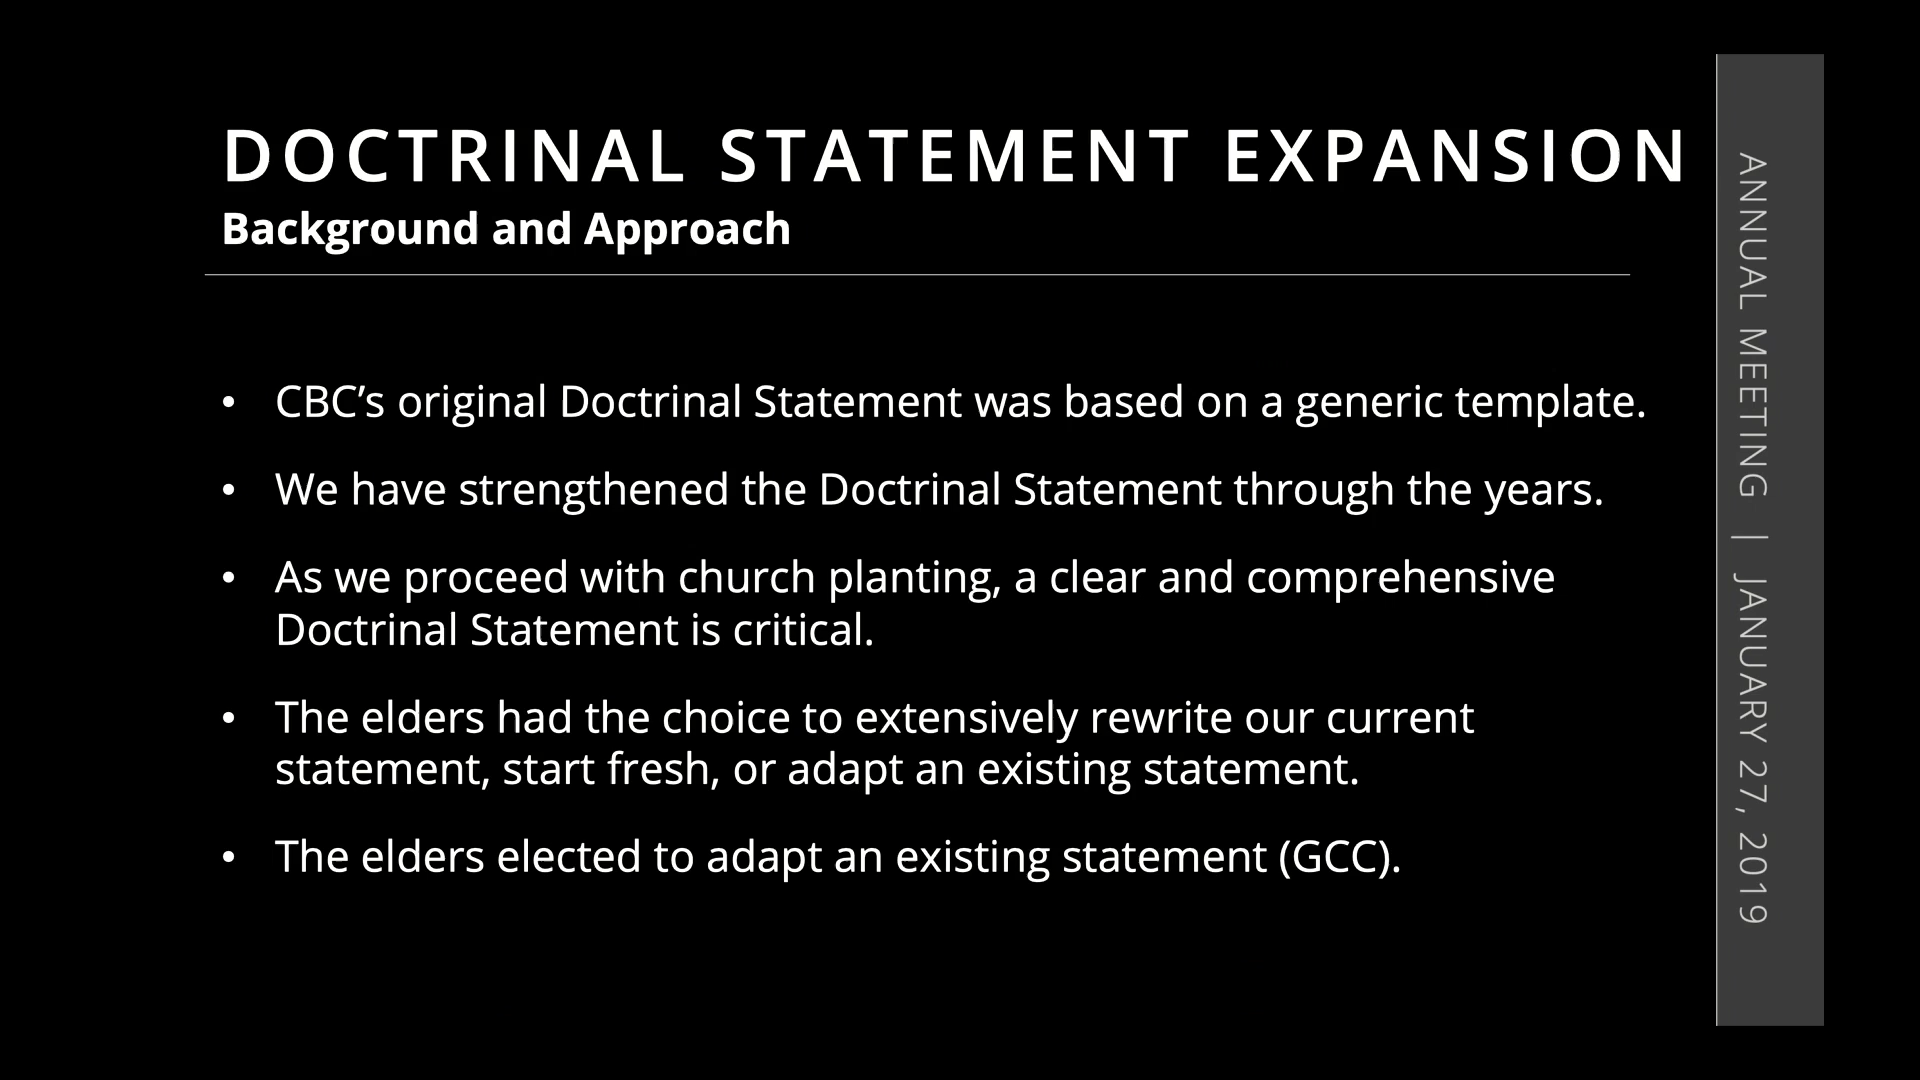 DOCTRINAL STATEMENT EXPANSION
Background and Approach
• CBC’s original Doctrinal Statement was based on a generic template.
• We have strengthened the Doctrinal Statement through the years.
• As we proceed with church planting, a clear and comprehensive
Doctrinal Statement is critical.
• The elders had the choice to extensively rewrite our current
statement, start fresh, or adapt an existing statement.
• The elders elected to adapt an existing statement (GCC).
ANNUAL MEETING | JANUARY 27, 2019